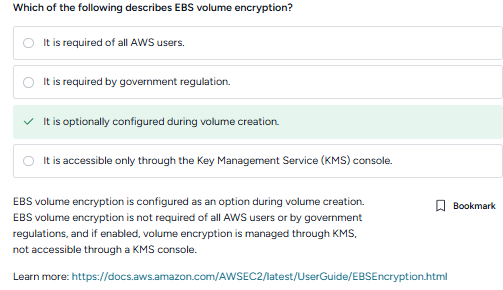 Which of the following describes EBS volume encryption?
It is required of all AWS users.
It is required by government regulation.
It is optionally configured during volume creation.
It is accessible only through the Key Management Service (KMS) console.
EBS volume encryption is configured as an option during volume creation.
EBS volume encryption is not required of all AWS users or by government
regulations, and if enabled, volume encryption is managed through KMS,
not accessible through a KMS console.
Bookmark
Learn more: https://docs.aws.amazon.com/AWSEC2/latest/UserGuide/EBSEncryption.html